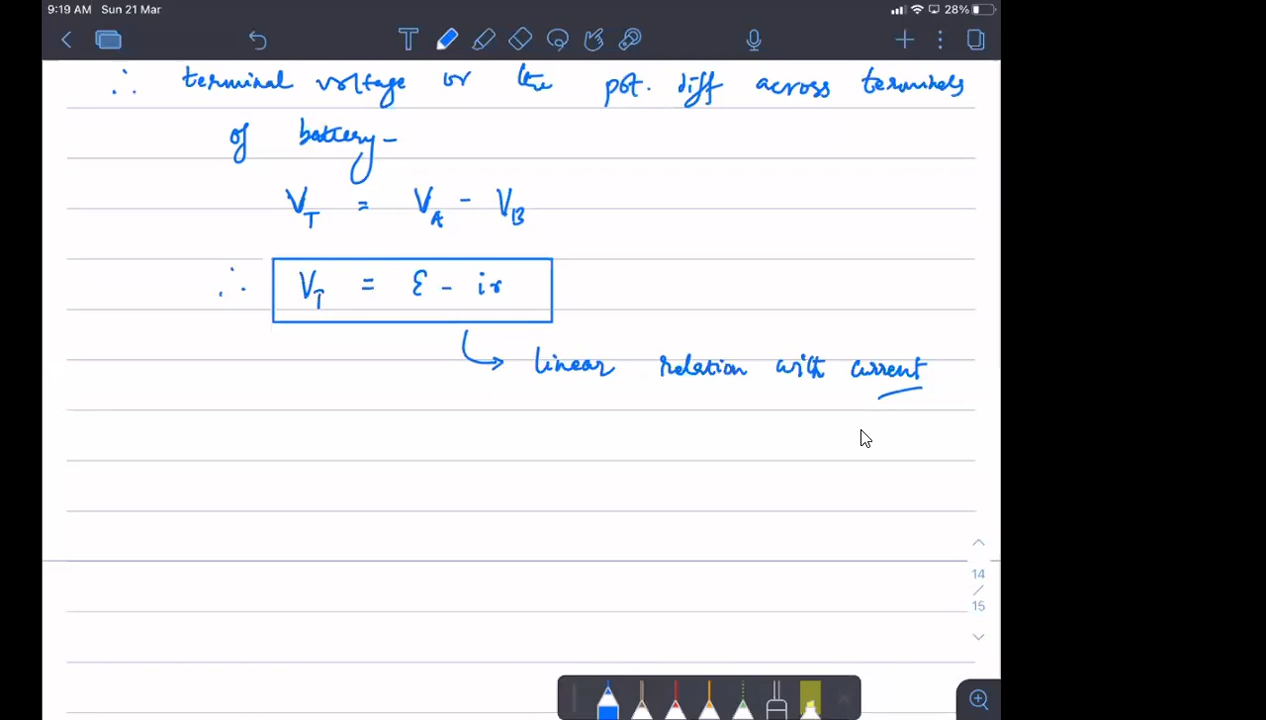 9:19 AM Sun 21 Mar
28%
T
∴ terminal voltage or the pot. diff across terminals
of battery-
V_T = V_A - V_B
∴ V_T = ε - ir
linear relation with current
14
/
15